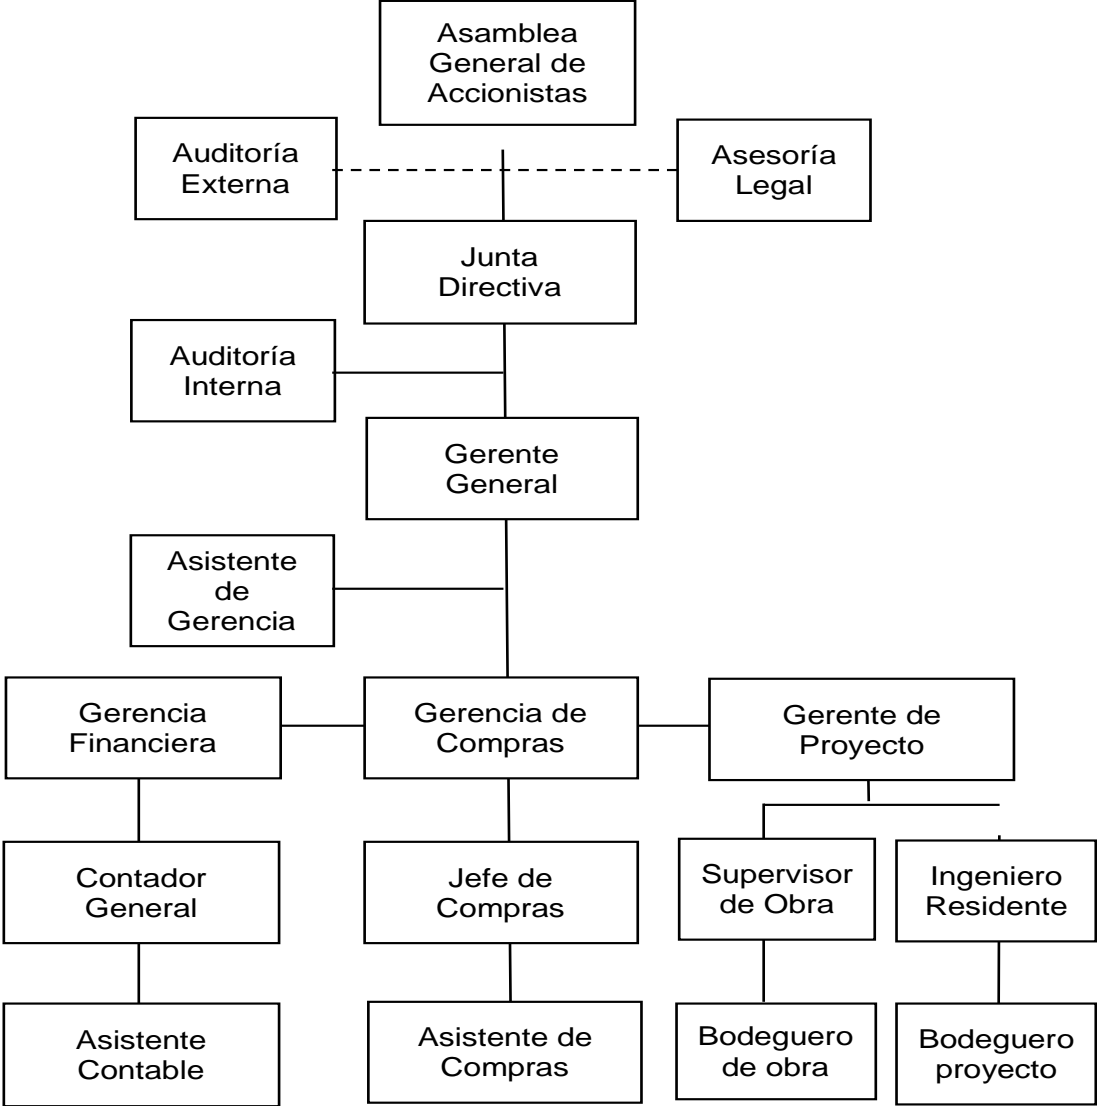 Asamblea
General de
Accionistas
Auditoría
Externa
Asesoría
Legal
Junta
Directiva
Auditoría
Interna
Gerente
General
Asistente
de
Gerencia
Gerencia
Financiera
Gerencia de
Compras
Gerente de
Proyecto
Contador
General
Jefe de
Compras
Supervisor
de Obra
Ingeniero
Residente
Asistente
Contable
Asistente de
Compras
Bodeguero
de obra
Bodeguero
proyecto